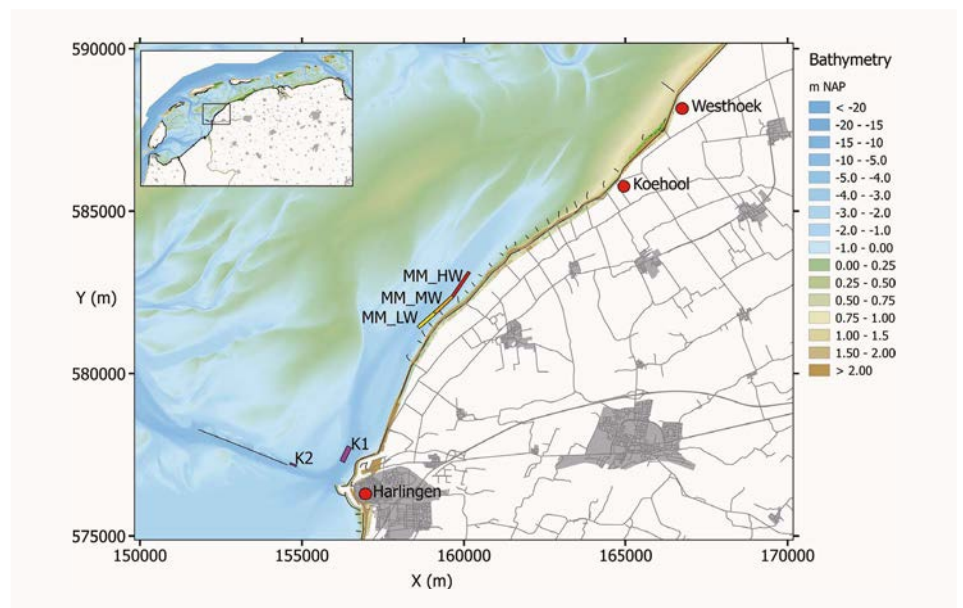 590000
585000
Y (m)
580000
575000
150000
155000
160000
165000
170000
X (m)
Westhoek
Koehool
MM_HW
MM_MW
MM_LW
K1
K2
Harlingen
Bathymetry
m NAP
< -20
-20 - -15
-15 - -10
-10 - -5.0
-5.0 - -4.0
-4.0 - -3.0
-3.0 - -2.0
-2.0 - -1.0
-1.0 - 0.00
0.00 - 0.25
0.25 - 0.50
0.50 - 0.75
0.75 - 1.00
1.00 - 1.5
1.50 - 2.00
> 2.00